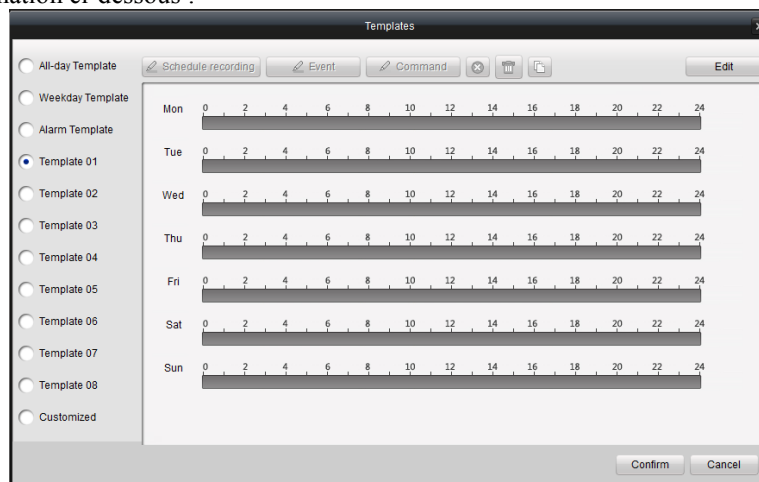 dessous :
Templates
All-day Template
Schedule recording Event Command Edit
Weekday Template
Alarm Template
Template 01
Template 02
Template 03
Template 04
Template 05
Template 06
Template 07
Template 08
Customized
Mon 0 2 4 6 8 10 12 14 16 18 20 22 24
Tue 0 2 4 6 8 10 12 14 16 18 20 22 24
Wed 0 2 4 6 8 10 12 14 16 18 20 22 24
Thu 0 2 4 6 8 10 12 14 16 18 20 22 24
Fri 0 2 4 6 8 10 12 14 16 18 20 22 24
Sat 0 2 4 6 8 10 12 14 16 18 20 22 24
Sun 0 2 4 6 8 10 12 14 16 18 20 22 24
Confirm Cancel